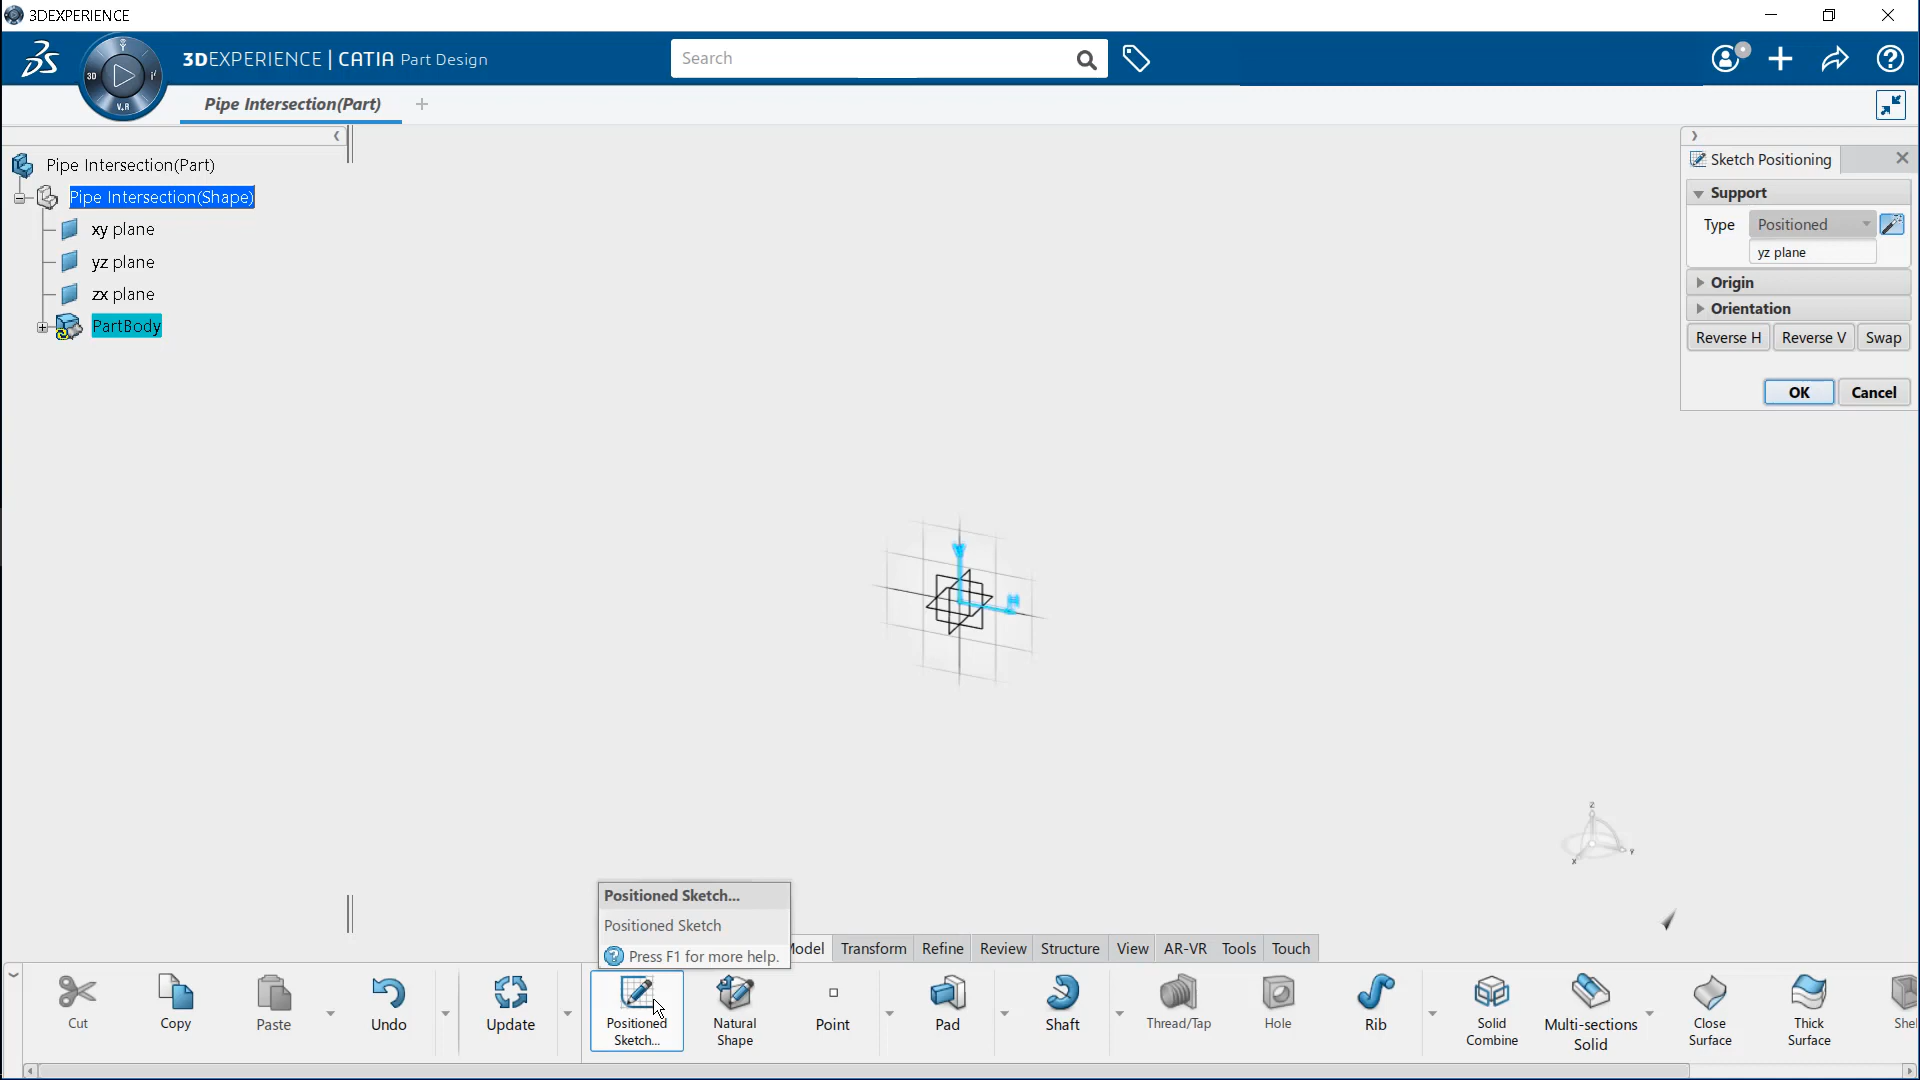 3DEXPERIENCE
3DEXPERIENCE | CATIA Part Design
Search
3D
V.R
Pipe Intersection(Part)
Pipe Intersection(Part)
Pipe Intersection(Shape)
xy plane
yz plane
zx plane
PartBody
Sketch Positioning
Support
Type Positioned
yz plane
Origin
Orientation
Reverse H Reverse V Swap
OK Cancel
V
H
z
y
x
Positioned Sketch...
Positioned Sketch
Press F1 for more help.
Model Transform Refine Review Structure View AR-VR Tools Touch
Cut
Copy
Paste
Undo
Update
Positioned
Sketch...
Natural
Shape
Point
Pad
Shaft
Thread/Tap
Hole
Rib
Solid
Combine
Multi-sections
Solid
Close
Surface
Thick
Surface
Shel